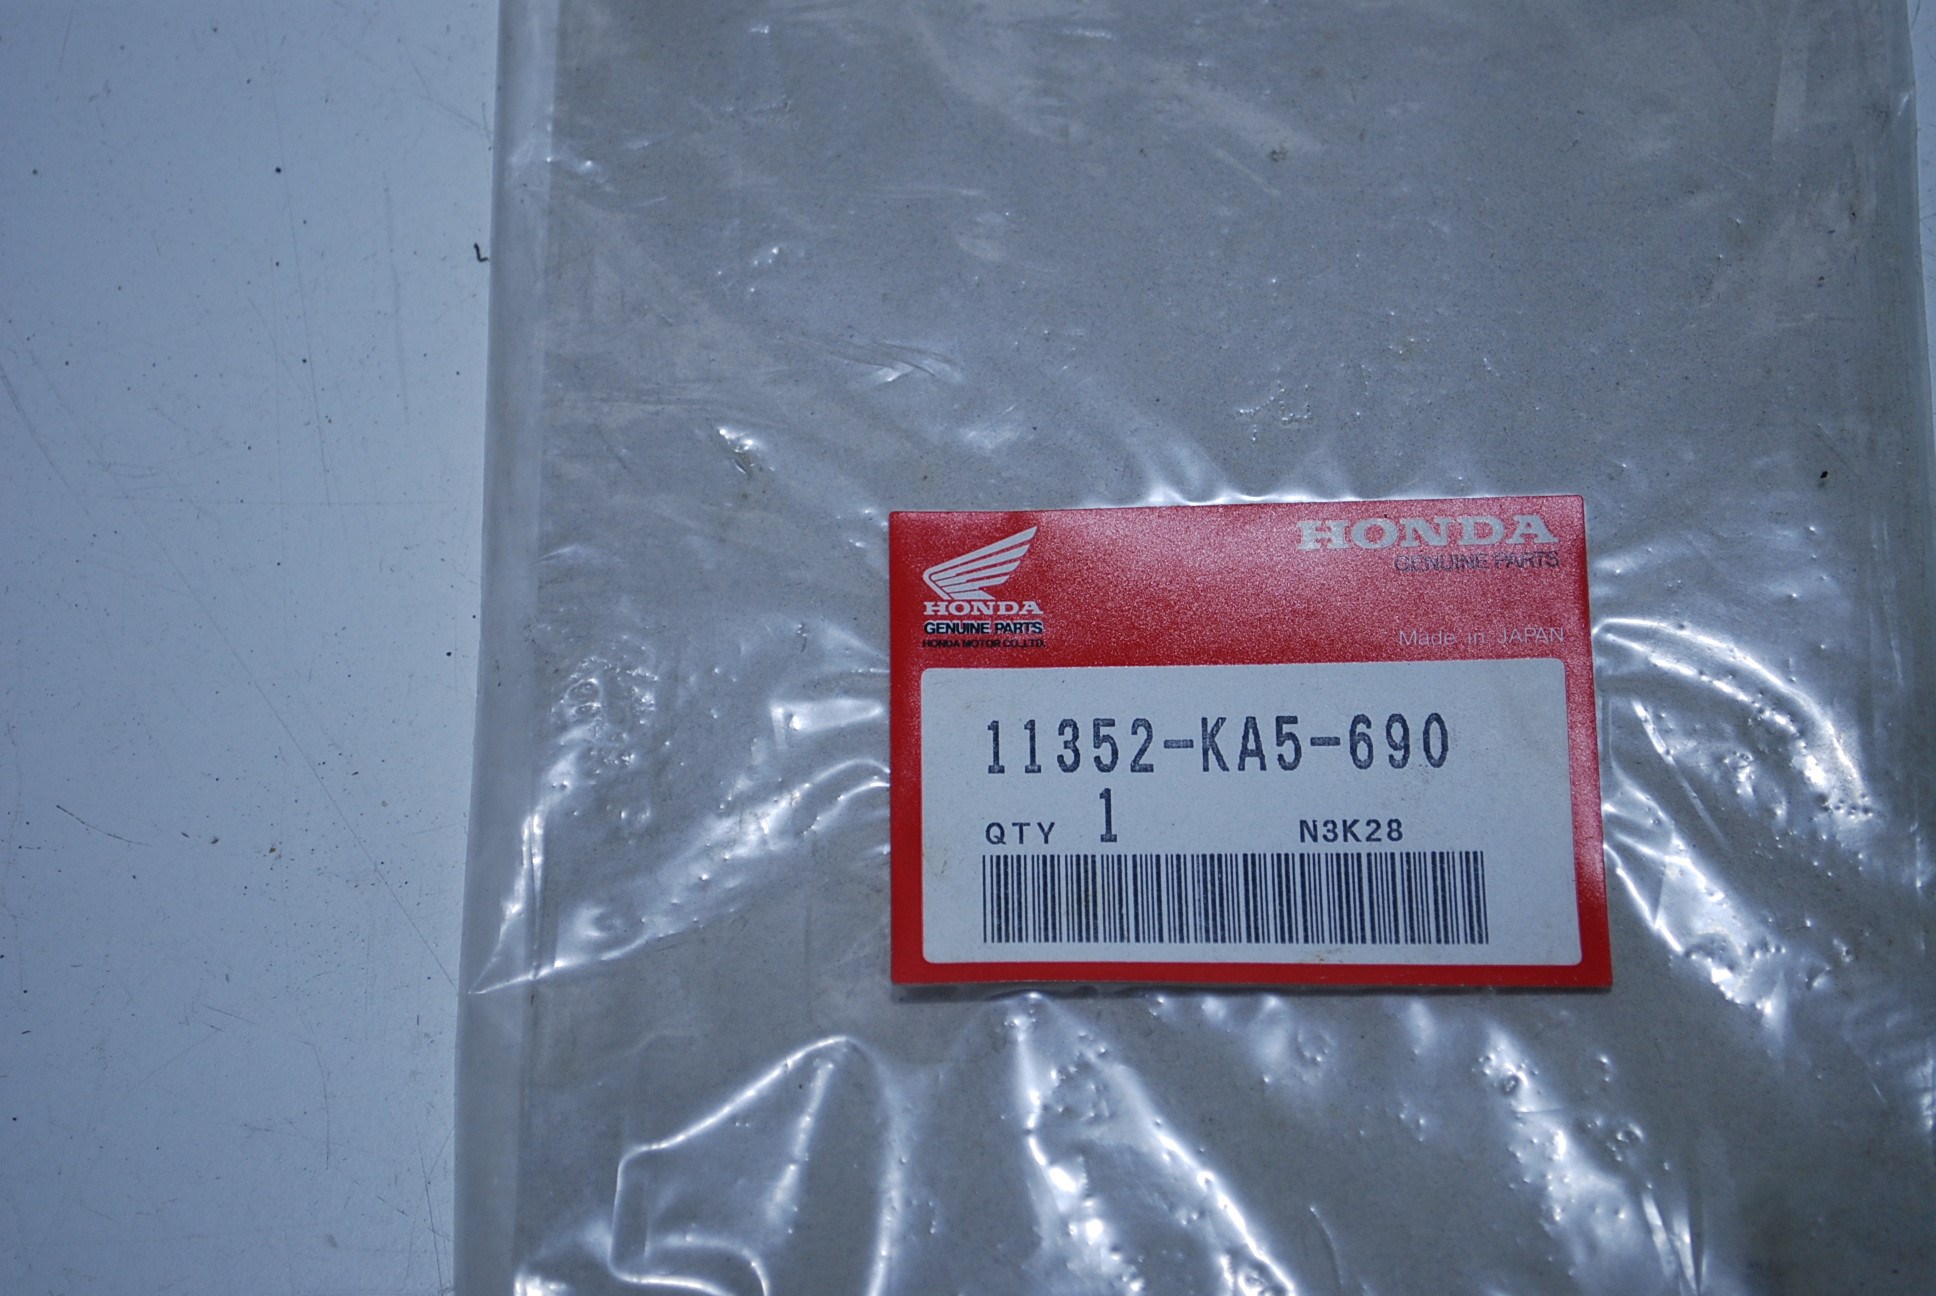 HONDA
GENUINE PARTS
HONDA
GENUINE PARTS
HONDA MOTOR CO.,LTD.
Made in JAPAN
11352-KA5-690
QTY 1 N3K28